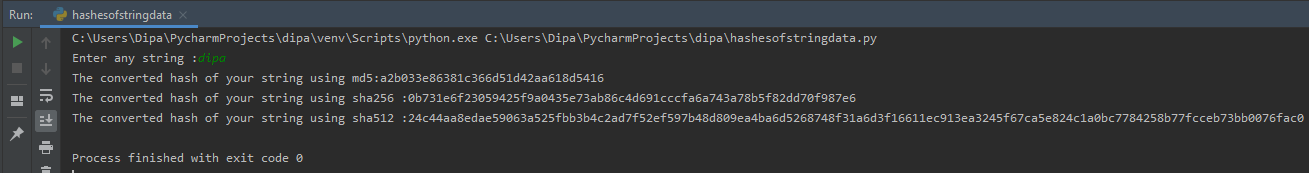 Run: hashesofstringdata
C:\Users\Dipa\PycharmProjects\dipa\venv\Scripts\python.exe C:\Users\Dipa\PycharmProjects\dipa\hashesofstringdata.py
Enter any string :dipa
The converted hash of your string using md5:a2b033e86381c366d51d42aa618d5416
The converted hash of your string using sha256 :0b731e6f23059425f9a0435e73ab86c4d691cccfa6a743a78b5f82dd70f987e6
The converted hash of your string using sha512 :24c44aa8edae59063a525fbb3b4c2ad7f52ef597b48d809ea4ba6d5268748f31a6d3f16611ec913ea3245f67ca5e824c1a0bc7784258b77fcceb73bb0076fac0
Process finished with exit code 0